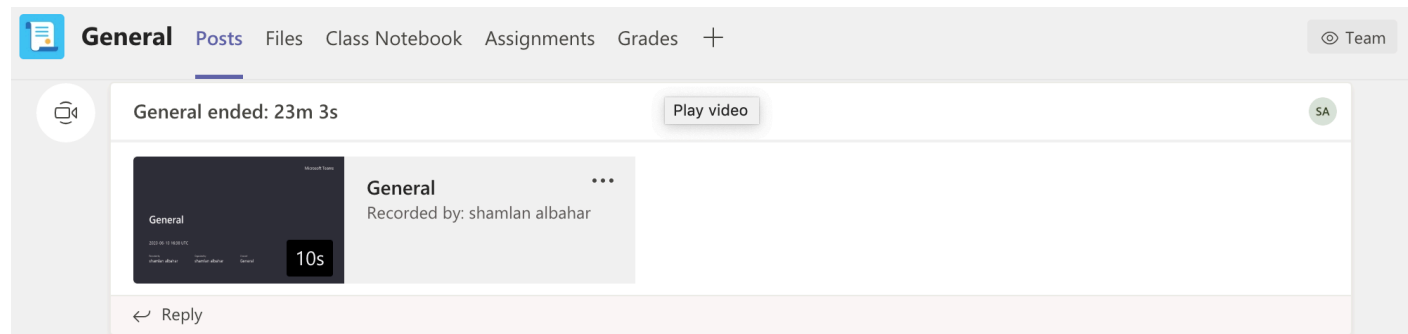 General Posts Files Class Notebook Assignments Grades Team
General ended: 23m 3s
Play video
SA
Microsoft Teams
General
10s
General
Recorded by: shamlan albahar
Reply